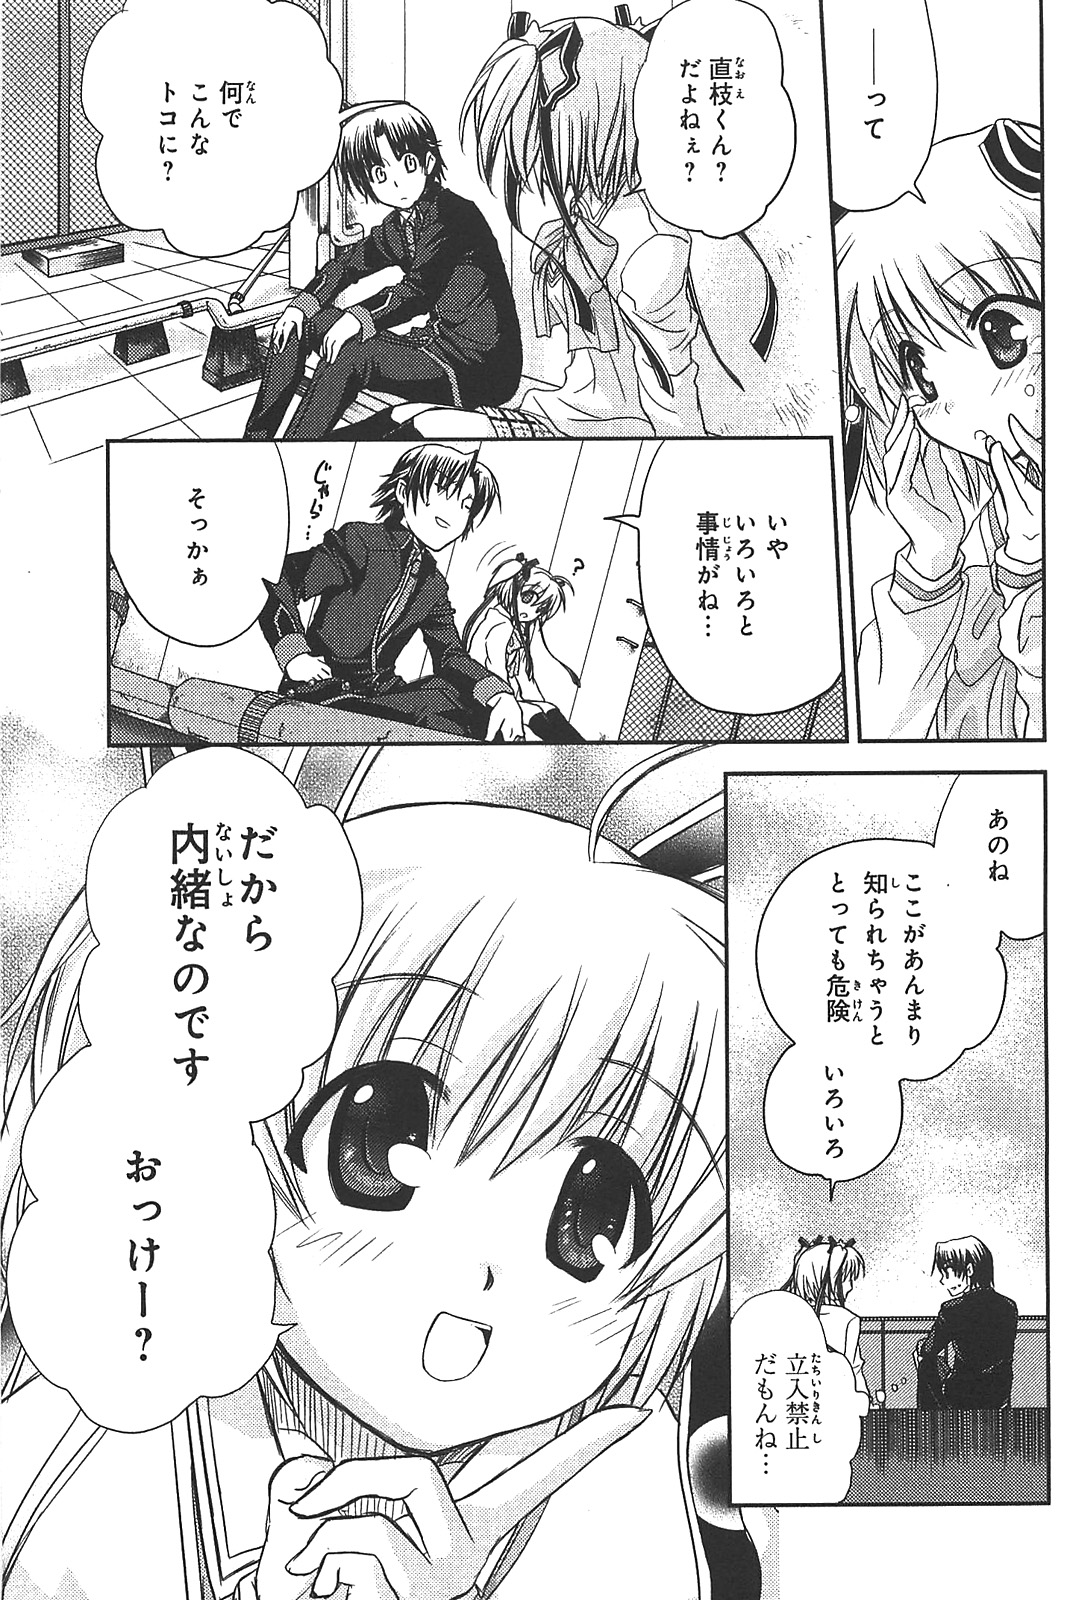 ──って
直枝くん？
だよねぇ？
何で
こんな
トコに？
いや
いろいろと
事情がね…
じゃら…
？
そっかぁ
あのね
ここがあんまり
知られちゃうと
とっても危険
いろいろ
立入禁止
だもんね…
だから
内緒なのです
おっけー？